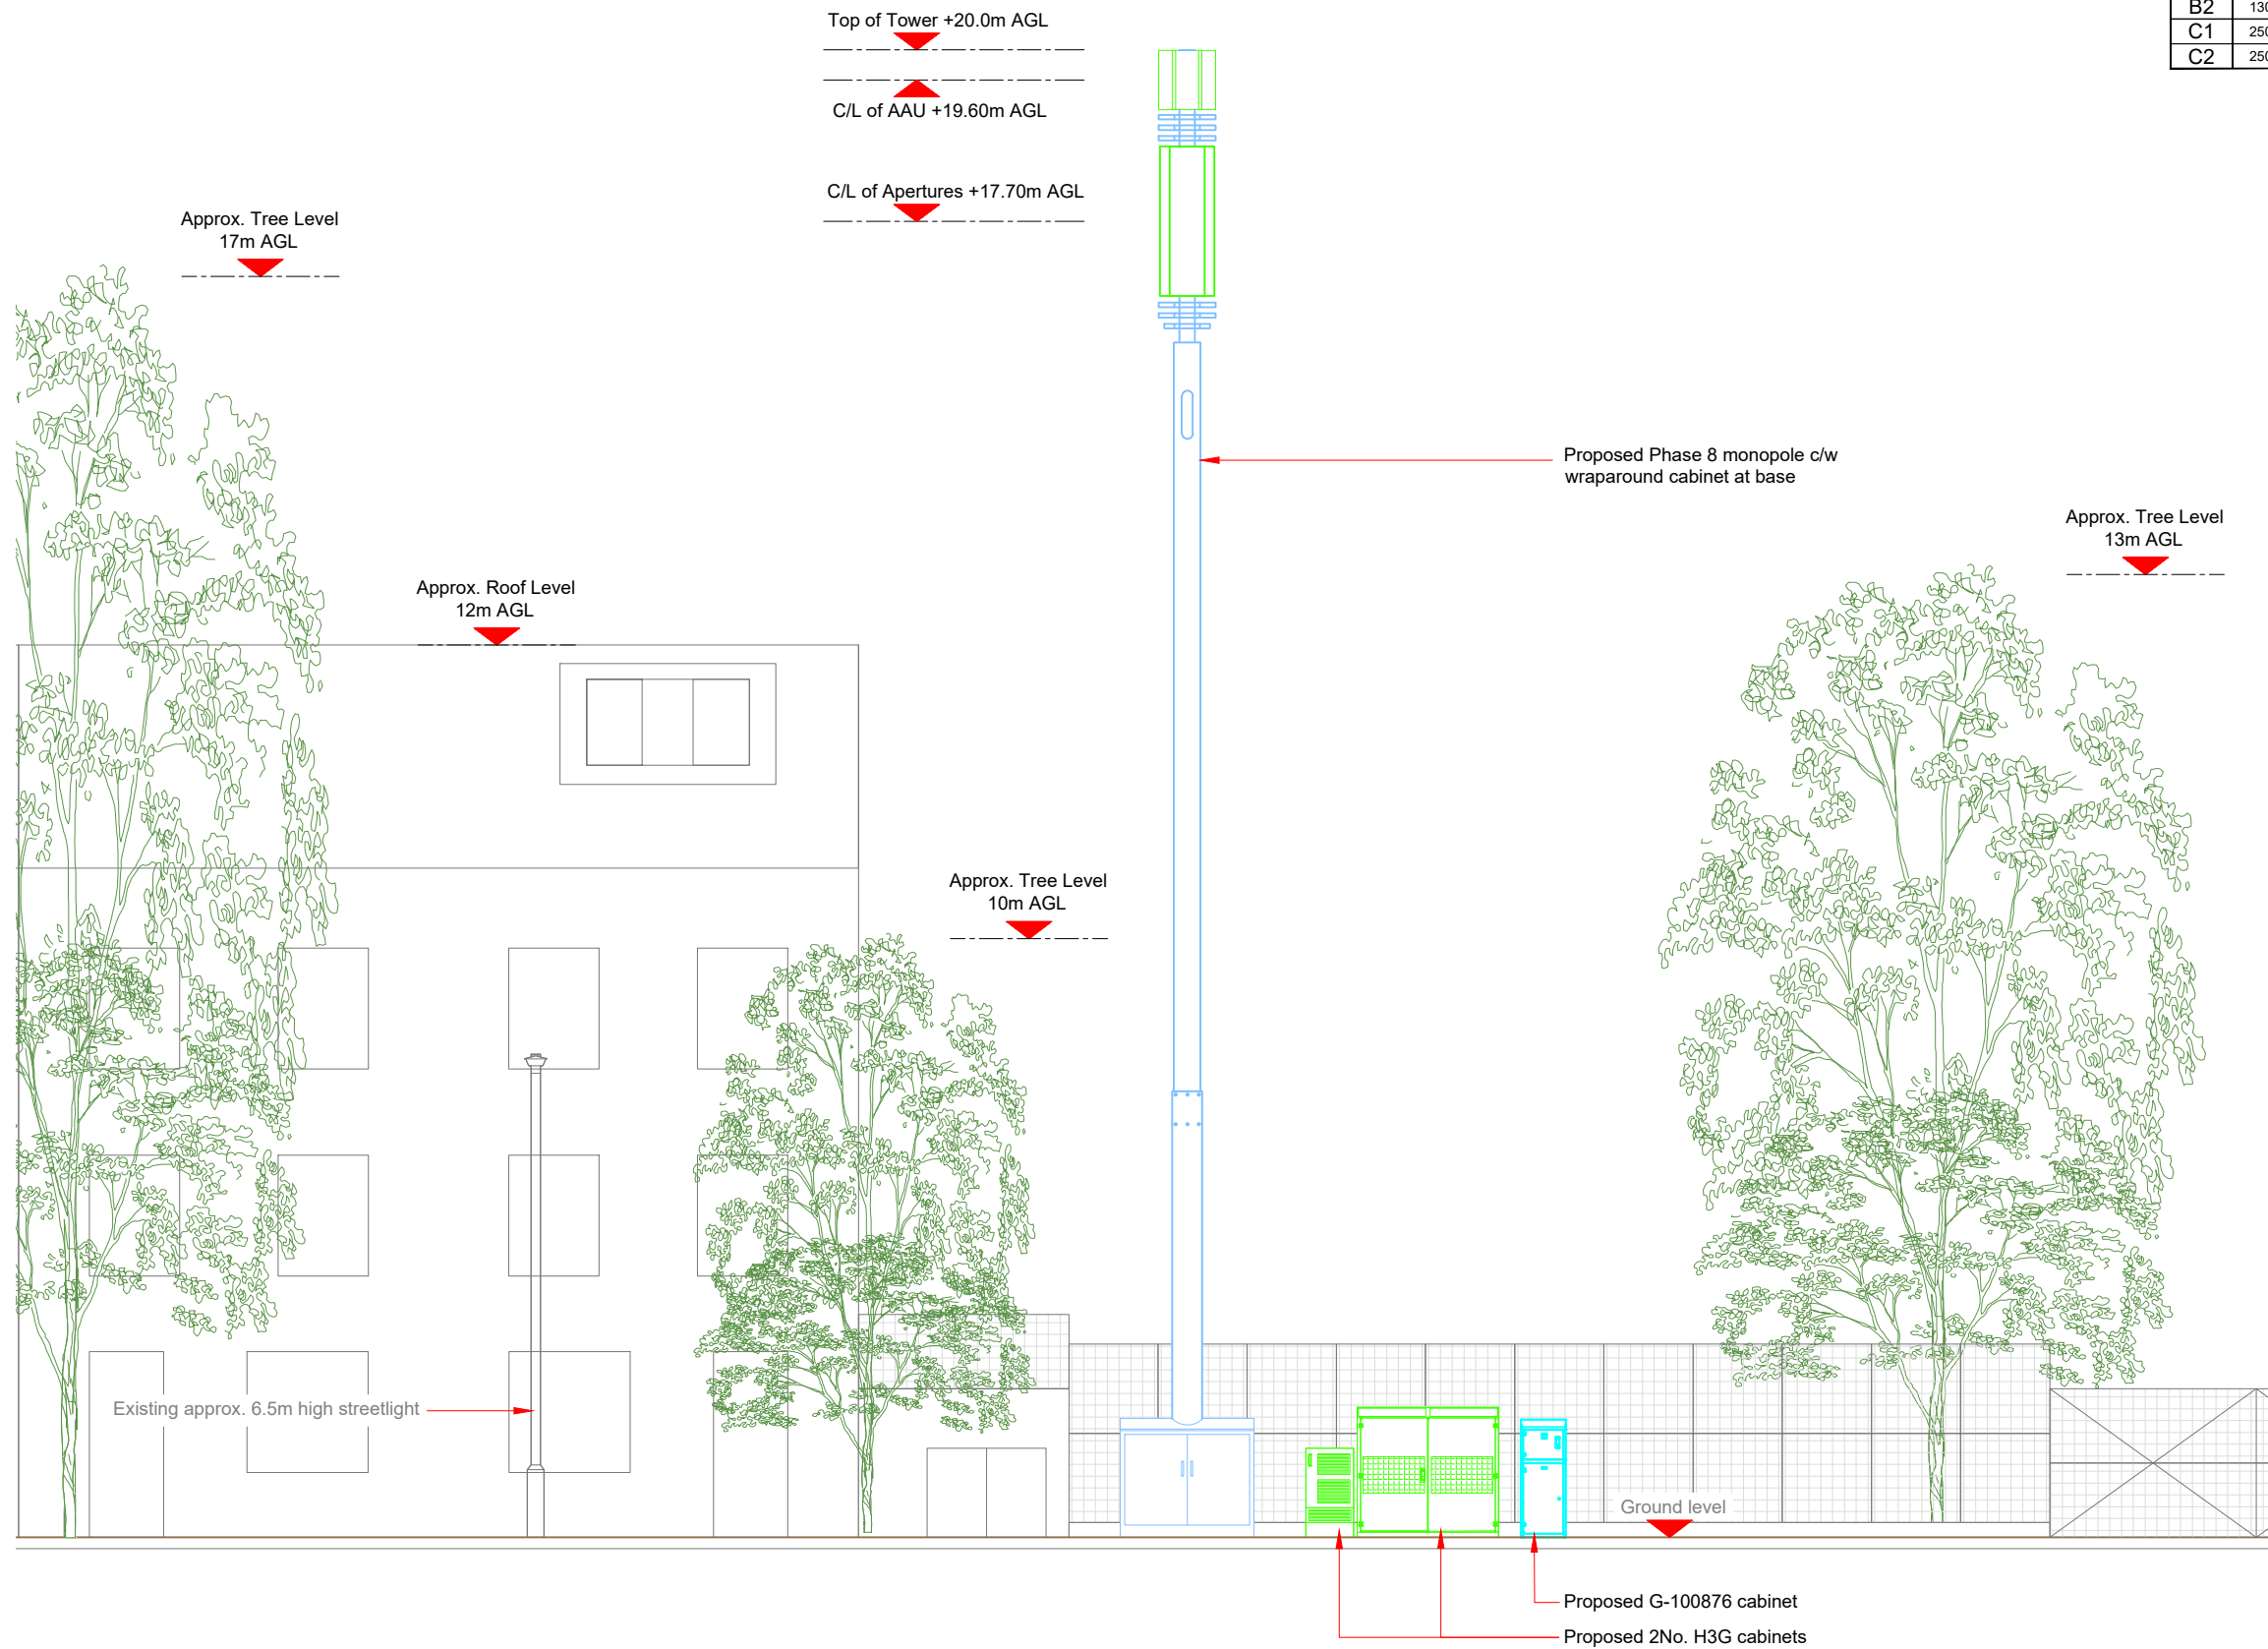 B2
C1 250
C2 250
Top of Tower +20.0m AGL
C/L of AAU +19.60m AGL
C/L of Apertures +17.70m AGL
Approx. Tree Level
17m AGL
Proposed Phase 8 monopole c/w
wraparound cabinet at base
Approx. Tree Level
13m AGL
Approx. Roof Level
12m AGL
Approx. Tree Level
10m AGL
Existing approx. 6.5m high streetlight
Ground level
Proposed G-100876 cabinet
Proposed 2No. H3G cabinets